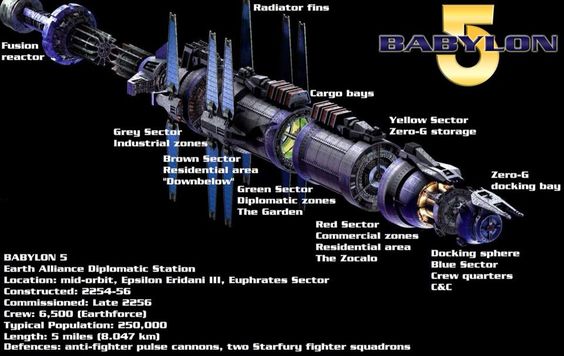 Radiator fins
BABYLON
5
Fusion
reactor
Cargo bays
Yellow Sector
Zero-G storage
Grey Sector
Industrial zones
Brown Sector
Residential area
"Downbelow"
Zero-G
docking bay
Green Sector
Diplomatic zones
The Garden
Red Sector
Commercial zones
Residential area
The Zocalo
Docking sphere
Blue Sector
Crew quarters
C&C
BABYLON 5
Earth Alliance Diplomatic Station
Location: mid-orbit, Epsilon Eridani III, Euphrates Sector
Constructed: 2254-56
Commissioned: Late 2256
Crew: 6,500 (Earthforce)
Typical Population: 250,000
Length: 5 miles (8.047 km)
Defences: anti-fighter pulse cannons, two Starfury fighter squadrons